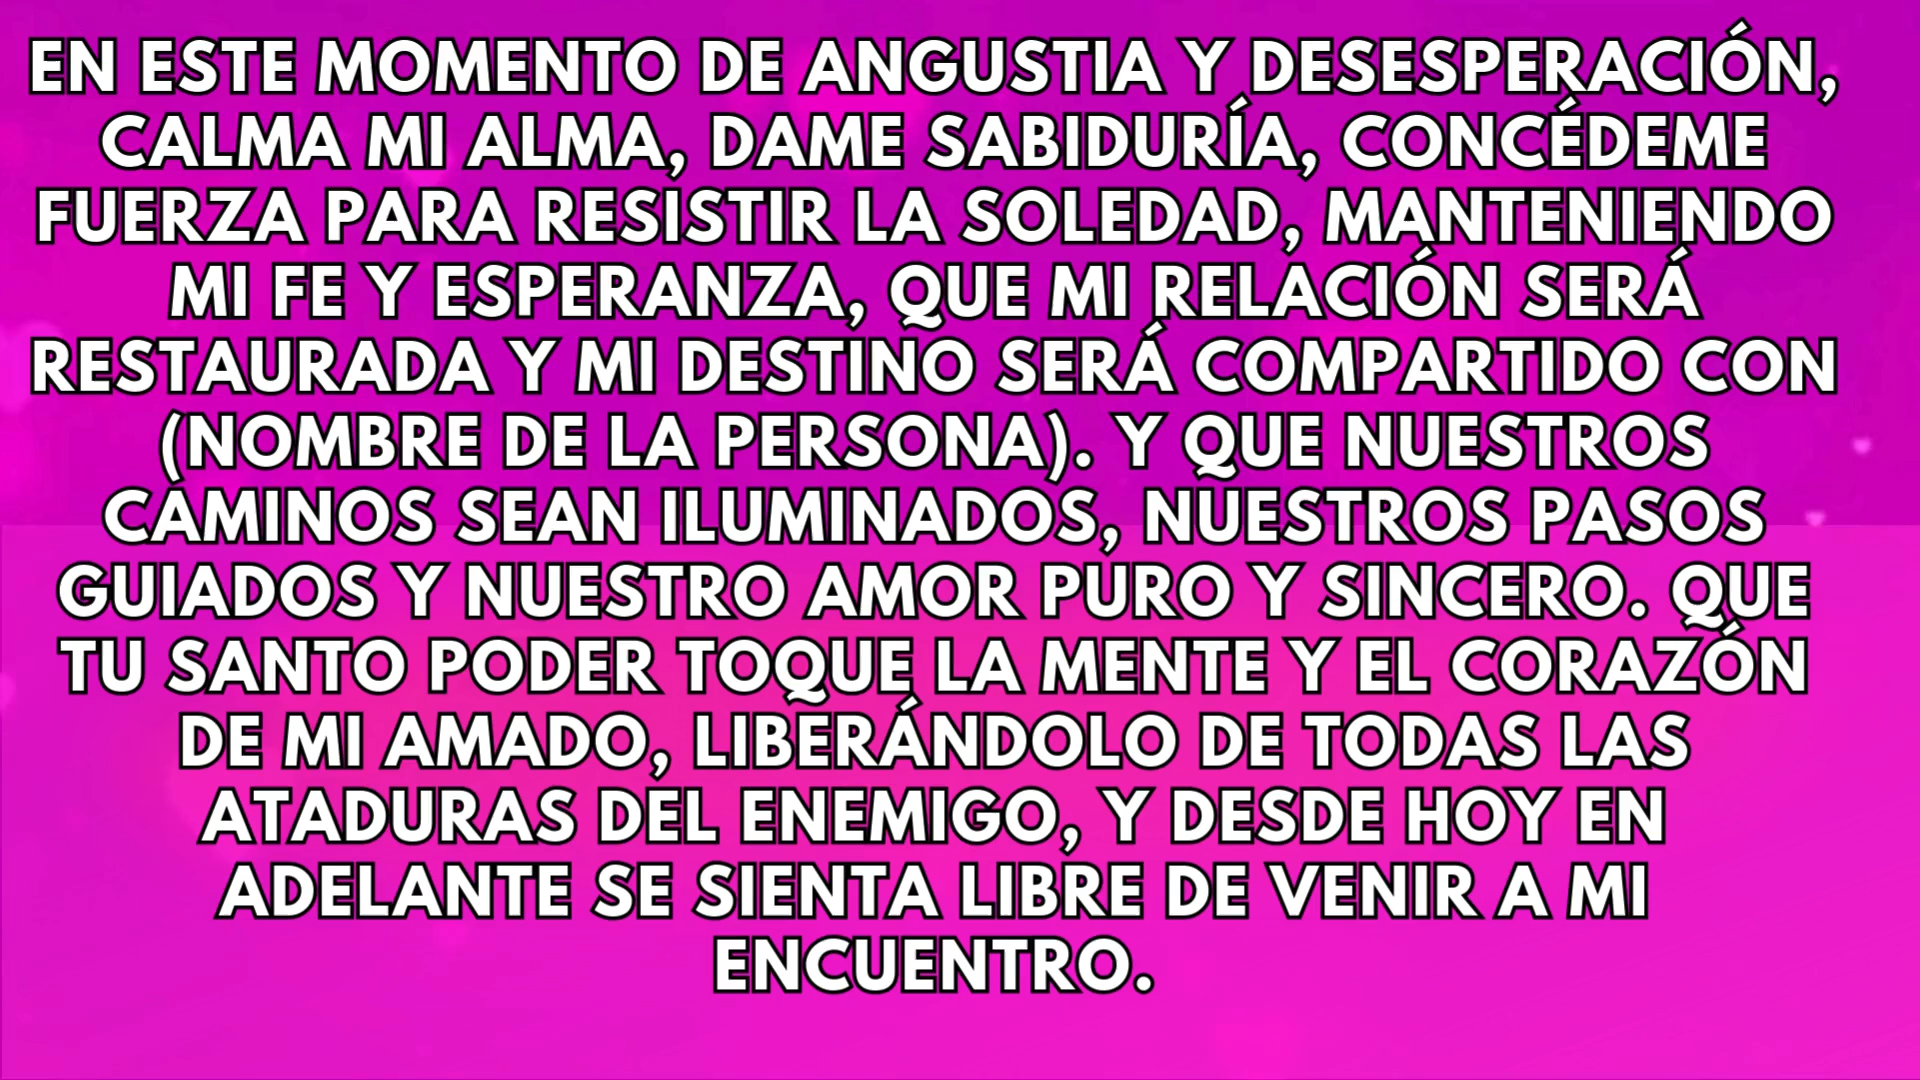 EN ESTE MOMENTO DE ANGUSTIA Y DESESPERACIÓN,
CALMA MI ALMA, DAME SABIDURÍA, CONCÉDEME
FUERZA PARA RESISTIR LA SOLEDAD, MANTENIENDO
MI FE Y ESPERANZA, QUE MI RELACIÓN SERÁ
RESTAURADA Y MI DESTINO SERÁ COMPARTIDO CON
(NOMBRE DE LA PERSONA). Y QUE NUESTROS
CAMINOS SEAN ILUMINADOS, NUESTROS PASOS
GUIADOS Y NUESTRO AMOR PURO Y SINCERO. QUE
TU SANTO PODER TOQUE LA MENTE Y EL CORAZÓN
DE MI AMADO, LIBERÁNDOLO DE TODAS LAS
ATADURAS DEL ENEMIGO, Y DESDE HOY EN
ADELANTE SE SIENTA LIBRE DE VENIR A MI
ENCUENTRO.